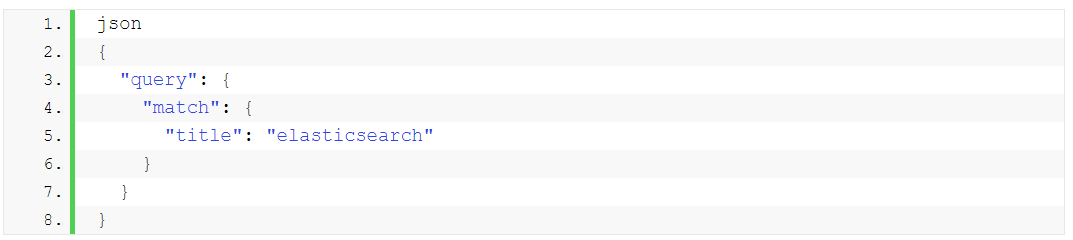 1. json
2. {
3.   "query": {
4.     "match": {
5.       "title": "elasticsearch"
6.     }
7.   }
8. }